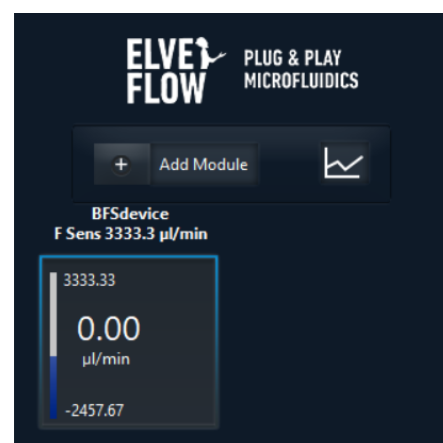 ELVE
FLOW
PLUG & PLAY
MICROFLUIDICS
+ Add Module
BFSdevice
F Sens 3333.3 µl/min
3333.33
0.00
µl/min
-2457.67